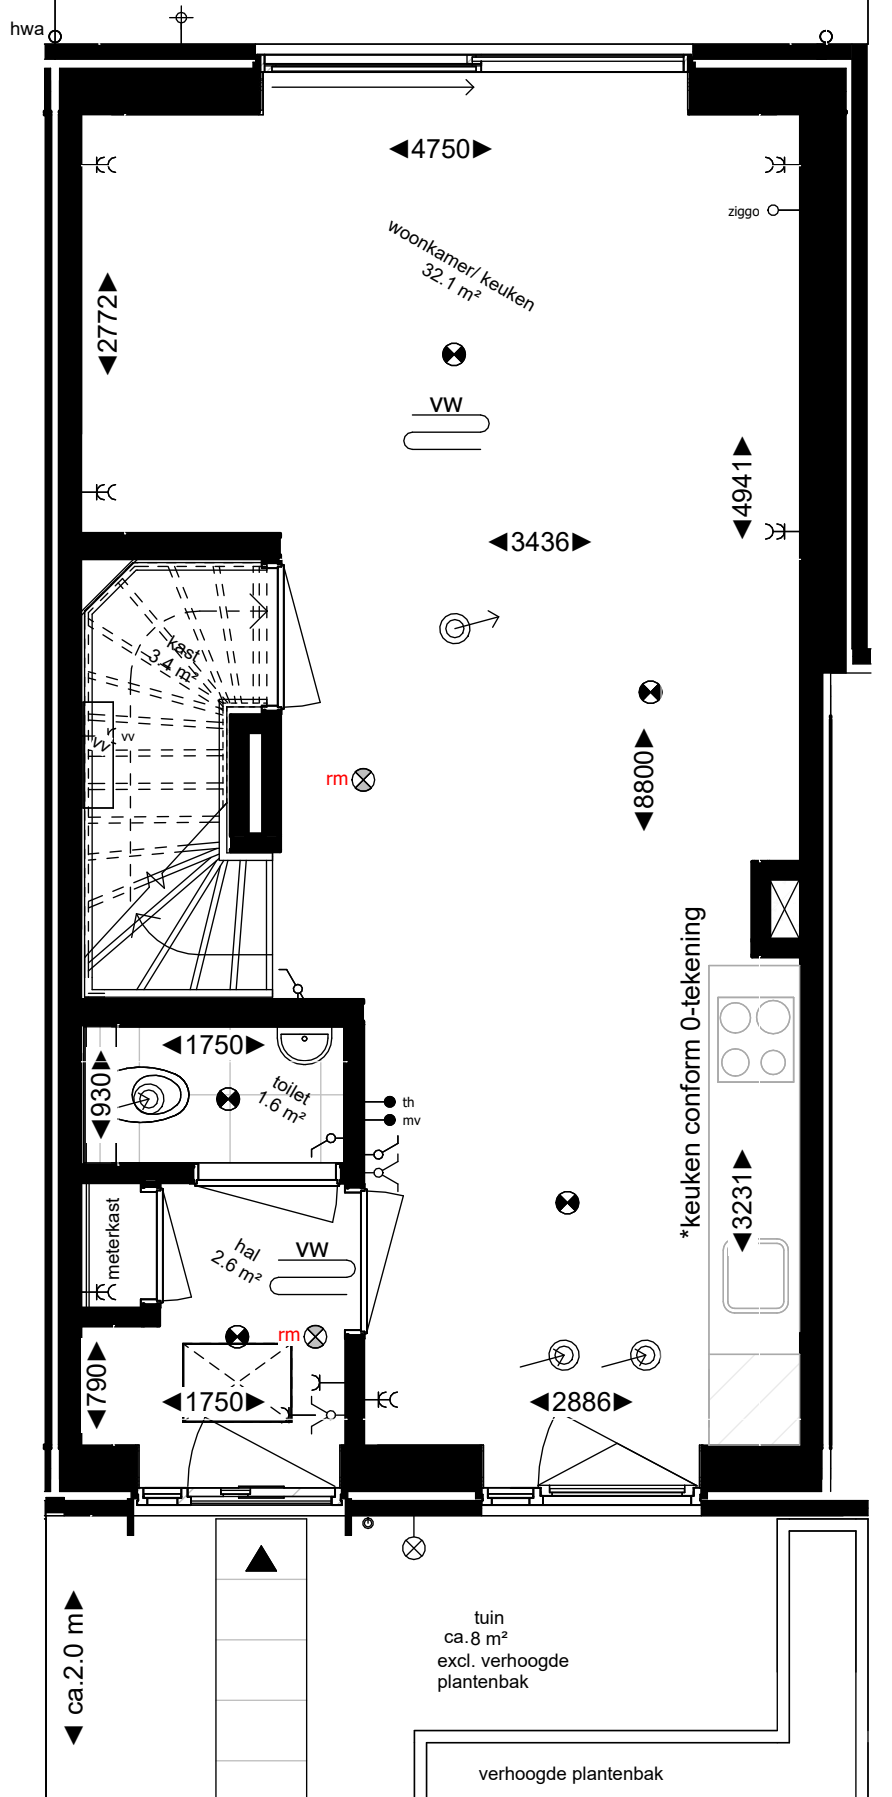 hwa
4750
ziggo
woonkamer/ keuken
32.1 m²
2772
vw
4941
3436
kast
3.4 m²
vv
vv
rm
8800
*keuken conform 0-tekening
1750
930
toilet
1.6 m²
th
mv
3231
meterkast
hal
2.6 m²
vw
rm
790
1750
2886
ca.2.0 m
tuin
ca.8 m²
excl. verhoogde
plantenbak
verhoogde plantenbak